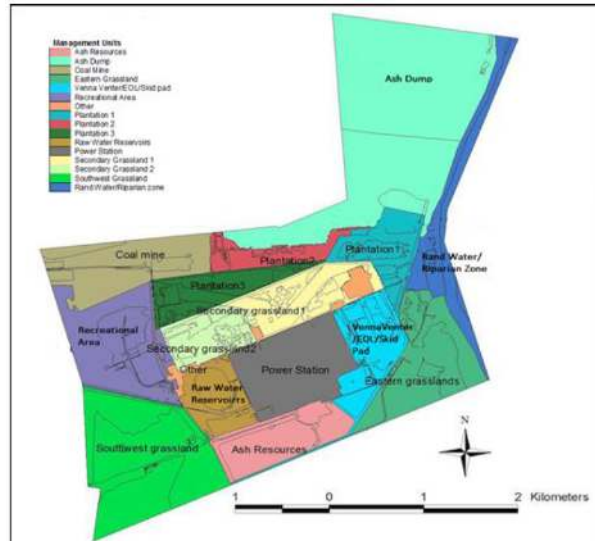 Management Units
Ash Resources
Ash Dump
Coal Mine
Eastern Grassland
Venna Venter/EOL/Skid pad
Recreational Area
Other
Plantation 1
Plantation 2
Plantation 3
Raw Water Reservoirs
Power Station
Secondary Grassland 1
Secondary Grassland 2
Southwest Grassland
Rand Water/Riparian zone
Ash Dump
Coal mine
Plantation2
Plantation1
Rand Water/
Riparian Zone
Plantation3
Secondary grassland1
Recreational
Area
Secondary grassland2
VennaVenter
/EOL/Skid
Pad
Other
Power Station
Eastern grasslands
Raw Water
Reservoirrs
Southwest grassland
Ash Resources
N
1 0 1 2 Kilometers